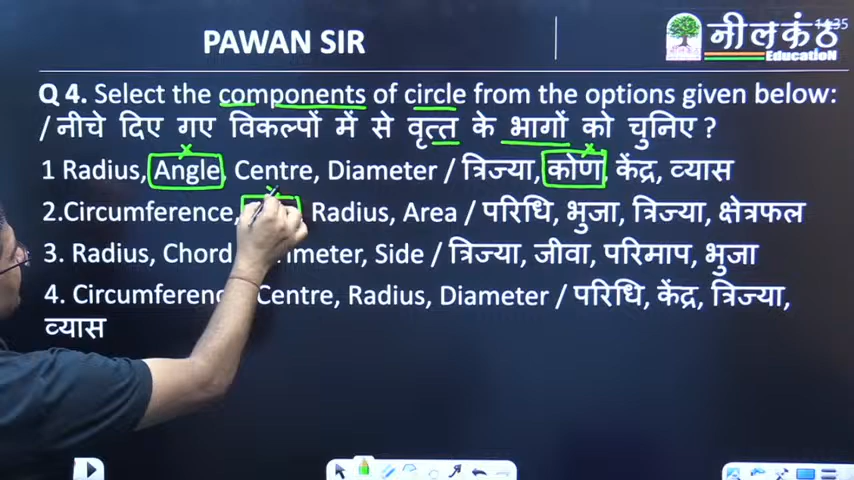 PAWAN SIR
नीलकंठ
EducatioN
Q 4. Select the components of circle from the options given below:
/ नीचे दिए गए विकल्पों में से वृत्त के भागों को चुनिए ?
1 Radius, Angle, Centre, Diameter / त्रिज्या, कोण, केंद्र, व्यास
2.Circumference, Radius, Area / परिधि, भुजा, त्रिज्या, क्षेत्रफल
3. Radius, Chord Side / त्रिज्या, जीवा, परिमाप, भुजा
4. Centre, Radius, Diameter / परिधि, केंद्र, त्रिज्या,
व्यास